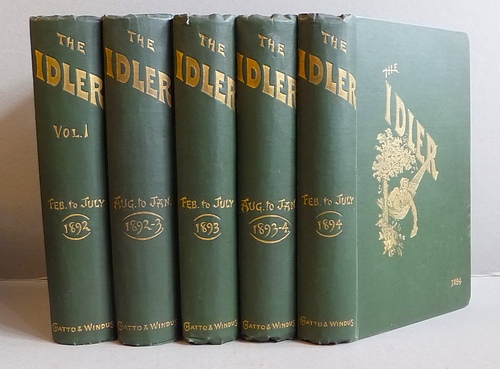 THE
IDLER
VOL. 1
FEB. TO JULY
1892
CHATTO & WINDUS
THE
IDLER
AUG. TO JAN.
1892-3
CHATTO & WINDUS
THE
IDLER
FEB. TO JULY
1893
CHATTO & WINDUS
THE
IDLER
AUG. TO JAN
1893-4
CHATTO & WINDUS
THE
IDLER
FEB. TO JULY
1894
CHATTO & WINDUS
THE
IDLER
1894